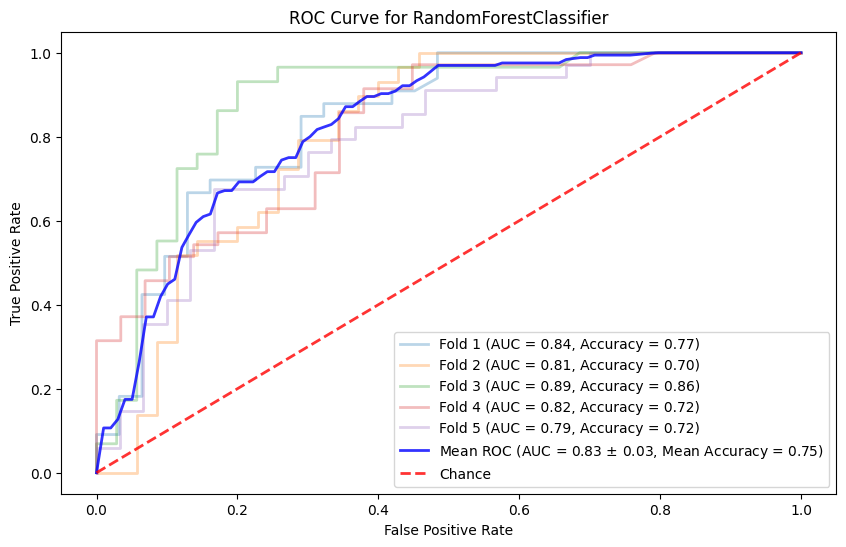 ROC Curve for RandomForestClassifier
True Positive Rate
1.0
0.8
0.6
0.4
0.2
0.0
Fold 1 (AUC = 0.84, Accuracy = 0.77)
Fold 2 (AUC = 0.81, Accuracy = 0.70)
Fold 3 (AUC = 0.89, Accuracy = 0.86)
Fold 4 (AUC = 0.82, Accuracy = 0.72)
Fold 5 (AUC = 0.79, Accuracy = 0.72)
Mean ROC (AUC = 0.83 ± 0.03, Mean Accuracy = 0.75)
Chance
0.0 0.2 0.4 0.6 0.8 1.0
False Positive Rate